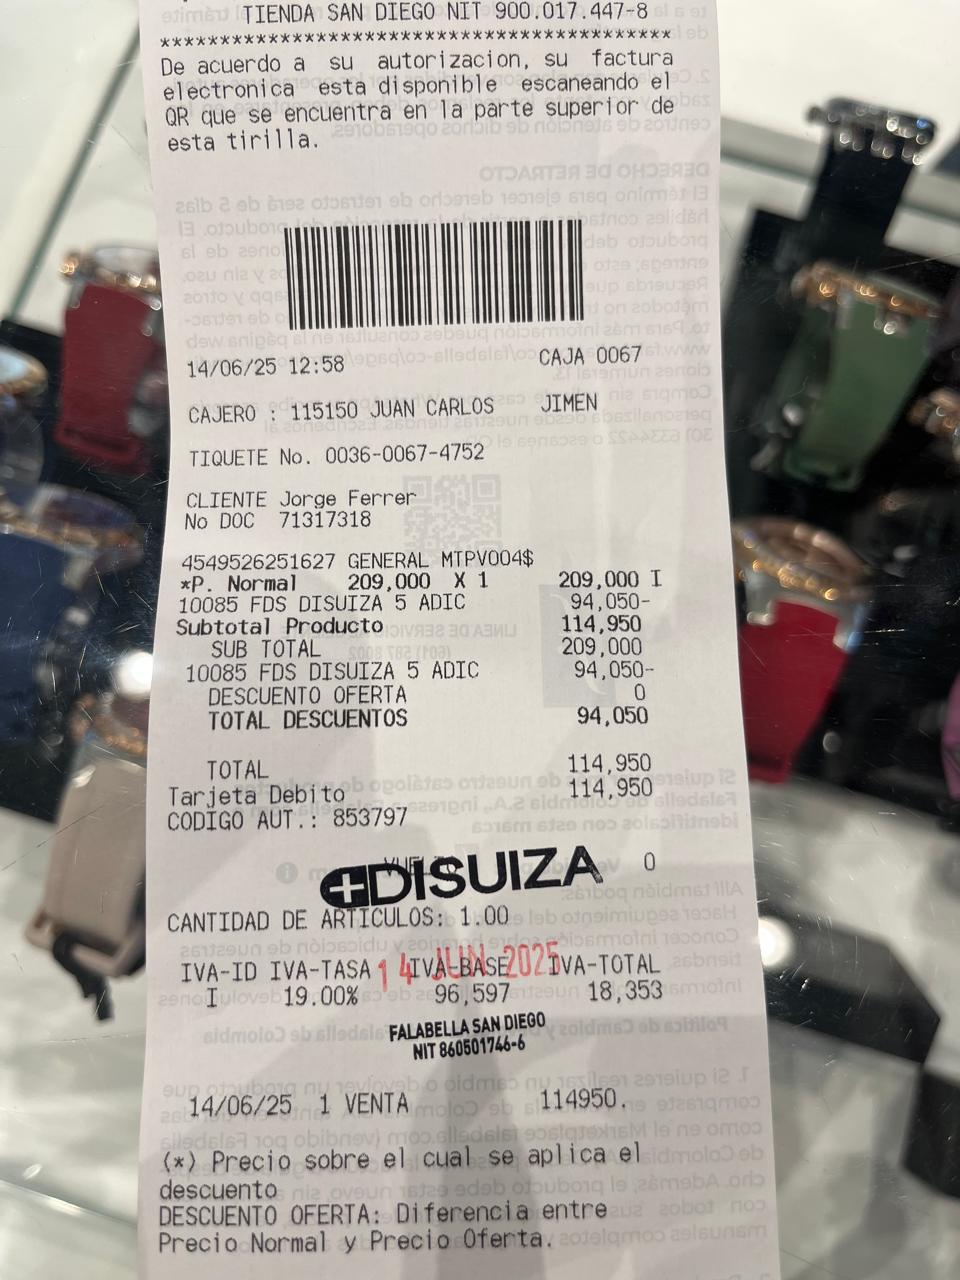 TIENDA SAN DIEGO NIT 900.017.447-8
*******************************************
De acuerdo a su autorizacion, su factura
electronica esta disponible escaneando el
QR que se encuentra en la parte superior de
esta tirilla.
14/06/25 12:58 CAJA 0067
CAJERO : 115150 JUAN CARLOS JIMEN
TIQUETE No. 0036-0067-4752
CLIENTE Jorge Ferrer
No DOC 71317318
4549526251627 GENERAL MTPV004$
*P. Normal 209,000 X 1 209,000 I
10085 FDS DISUIZA 5 ADIC 94,050-
Subtotal Producto 114,950
SUB TOTAL 209,000
10085 FDS DISUIZA 5 ADIC 94,050-
DESCUENTO OFERTA 0
TOTAL DESCUENTOS 94,050
TOTAL 114,950
Tarjeta Debito 114,950
CODIGO AUT.: 853797
0
DISUIZA
CANTIDAD DE ARTICULOS: 1.00
14 JUN 2025
IVA-ID IVA-TASA IVA-BASE IVA-TOTAL
I 19.00% 96,597 18,353
FALABELLA SAN DIEGO
NIT 860501746-6
14/06/25 1 VENTA 114950.
(*) Precio sobre el cual se aplica el
descuento
DESCUENTO OFERTA: Diferencia entre
Precio Normal y Precio Oferta.